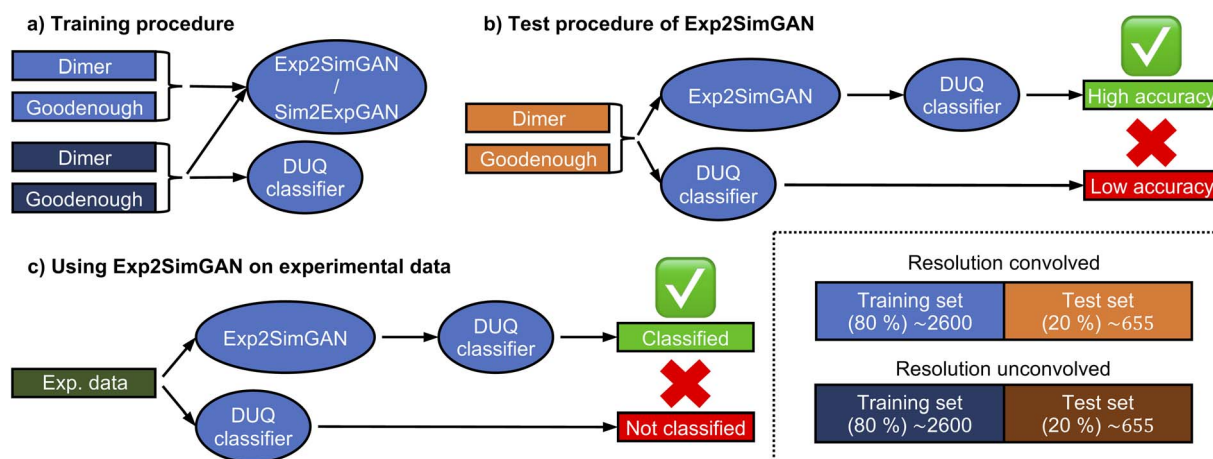 a) Training procedure
Dimer
Goodenough
Dimer
Goodenough
Exp2SimGAN
/
Sim2ExpGAN
DUQ
classifier
b) Test procedure of Exp2SimGAN
Dimer
Goodenough
Exp2SimGAN
DUQ
classifier
High accuracy
DUQ
classifier
Low accuracy
c) Using Exp2SimGAN on experimental data
Exp. data
Exp2SimGAN
DUQ
classifier
Classified
DUQ
classifier
Not classified
Resolution convolved
Training set
(80 %) ~2600
Test set
(20 %) ~655
Resolution unconvolved
Training set
(80 %) ~2600
Test set
(20 %) ~655